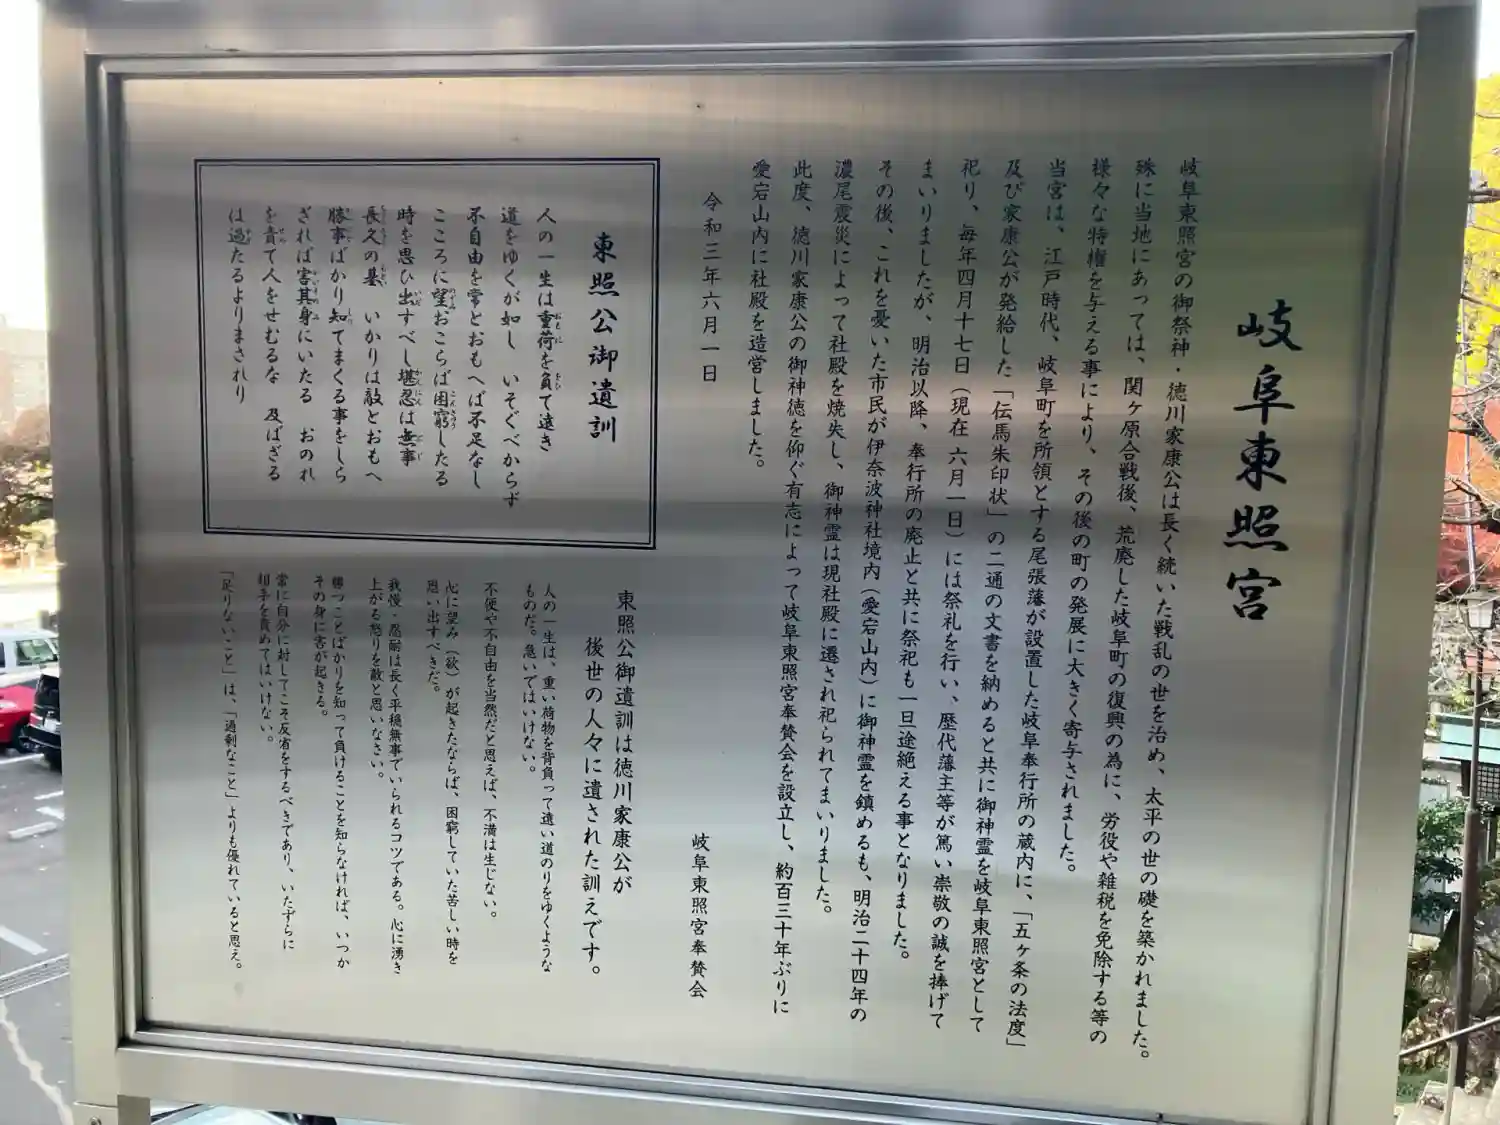 岐阜東照宮
岐阜東照宮の御祭神・徳川家康公は長く続いた戦乱の世を治め、太平の世の礎を築かれました。
殊に当地にあっては、関ヶ原合戦後、荒廃した岐阜町の復興の為に、労役や雑税を免除する等の
様々な特権を与える事により、その後の町の発展に大きく寄与されました。
当宮は、江戸時代、岐阜町を所領とする尾張藩が設置した岐阜奉行所の蔵内に、「五ヶ条の法度」
及び家康公が発給した「伝馬朱印状」の二通の文書を納めると共に御神霊を岐阜東照宮として
祀り、毎年四月十七日（現在 六月一日）には祭礼を行い、歴代藩主等が篤い崇敬の誠を捧げて
まいりましたが、明治以降、奉行所の廃止と共に祭祀も一旦途絶える事となりました。
その後、これを憂いた市民が伊奈波神社境内（愛宕山内）に御神霊を鎮めるも、明治二十四年の
濃尾震災によって社殿を焼失し、御神霊は現社殿に遷され祀られてまいりました。
此度、徳川家康公の御神徳を仰ぐ有志によって岐阜東照宮奉賛会を設立し、約百三十年ぶりに
愛宕山内に社殿を造営しました。
令和三年六月一日
岐阜東照宮奉賛会
東照公御遺訓
人の一生は重荷を負て遠き
道をゆくが如し　いそぐべからず
不自由を常とおもへば不足なし
こころに望おこらば困窮したる
時を思ひ出すべし堪忍は無事
長久の基　いかりは敵とおもへ
勝事ばかり知てまくる事をしら
ざれば害其身にいたる　おのれ
を責て人をせむるな　及ばざる
は過たるよりまされり
東照公御遺訓は徳川家康公が
後世の人々に遺された訓えです。
人の一生は、重い荷物を背負って遠い道のりをゆくような
ものだ。急いではいけない。
不便や不自由を当然だと思えば、不満は生じない。
心に望み（欲）が起きたならば、困窮していた苦しい時を
思い出すべきだ。
我慢・忍耐は長く平穏無事でいられるコツである。心に湧き
上がる怒りを敵と思いなさい。
勝つことばかりを知って負けることを知らなければ、いつか
その身に害が起きる。
常に自分に対してこそ反省をするべきであり、いたずらに
相手を責めてはいけない。
「足りないこと」は、「過剰なこと」よりも優れていると思え。